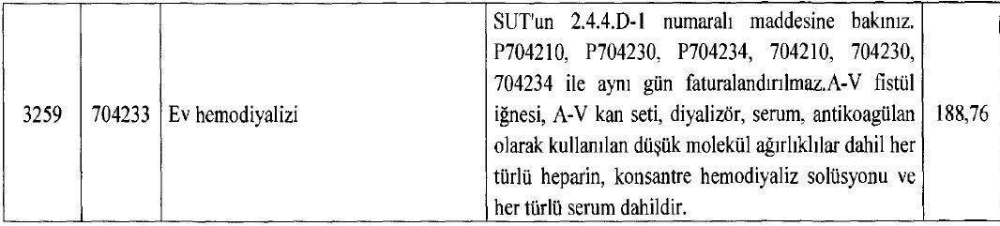 SUT'un 2.4.4.D-1 numaralı maddesine bakınız.
P704210, P704230, P704234, 704210, 704230,
704234 ile aynı gün faturalandırılmaz.A-V fistül
3259 704233 Ev hemodiyalizi iğnesi, A-V kan seti, diyalizör, serum, antikoagülan 188,76
olarak kullanılan düşük molekül ağırlıklılar dahil her
türlü heparin, konsantre hemodiyaliz solüsyonu ve
her türlü serum dahildir.